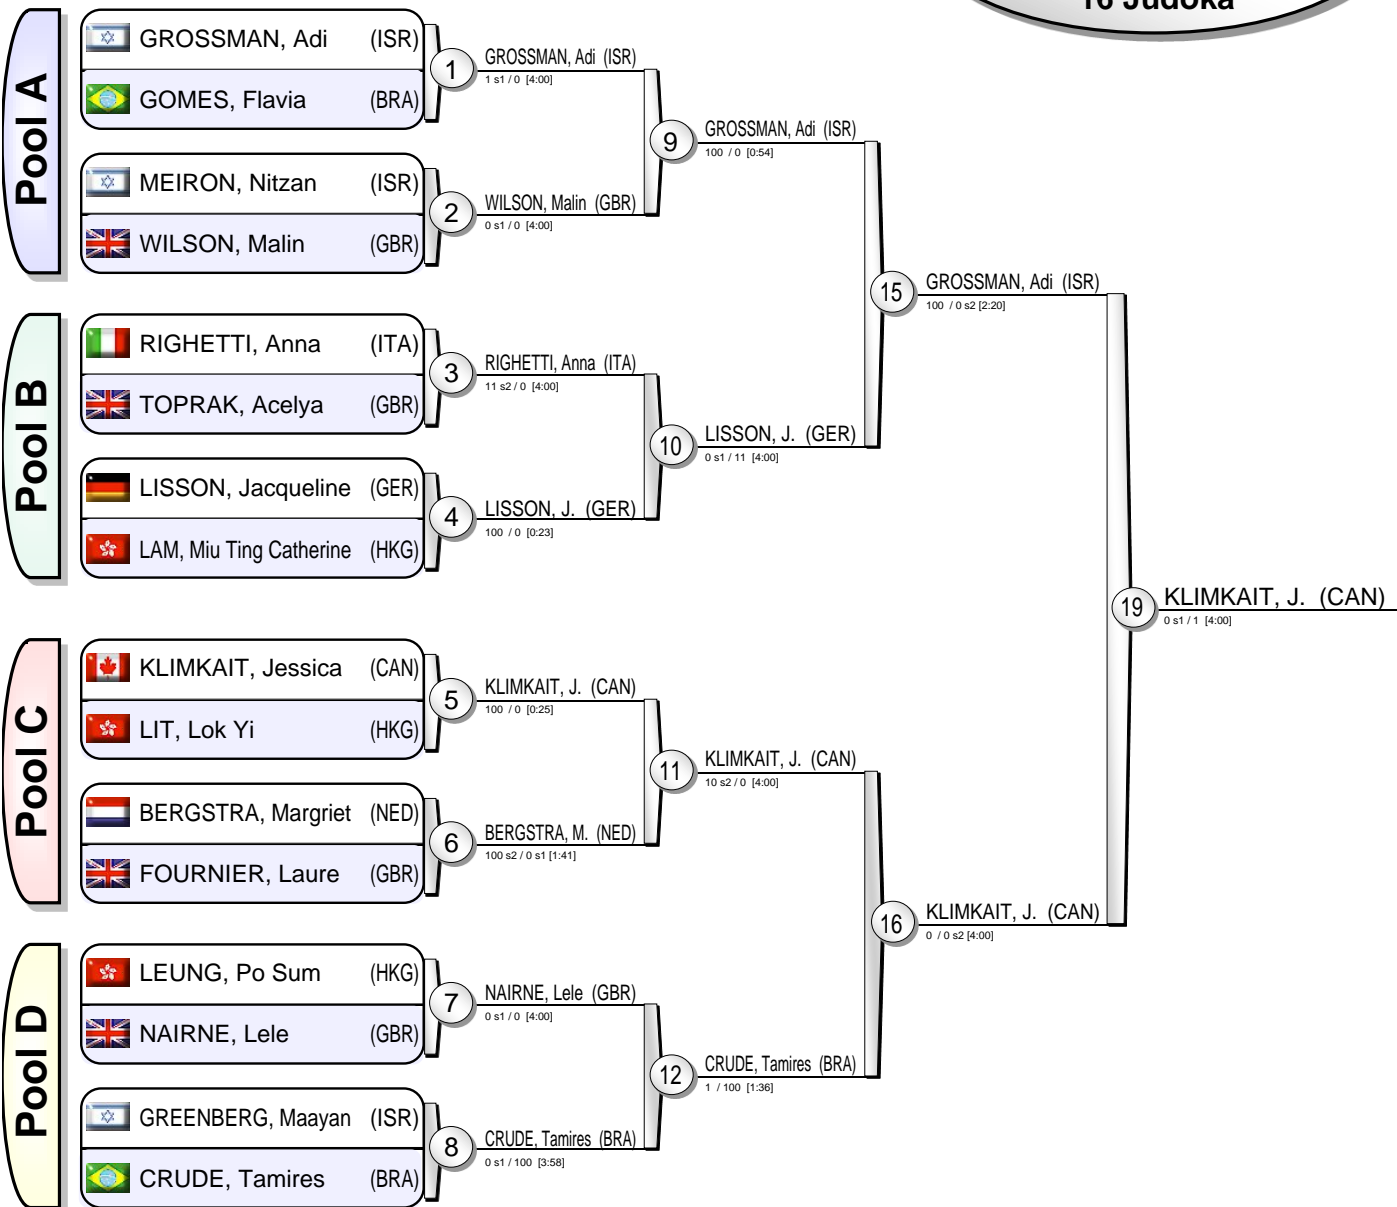 16 Judoka
Pool A
GROSSMAN, Adi (ISR)
GOMES, Flavia (BRA)
1
GROSSMAN, Adi (ISR)
1 s1 / 0 [4:00]
MEIRON, Nitzan (ISR)
WILSON, Malin (GBR)
2
WILSON, Malin (GBR)
0 s1 / 0 [4:00]
9
GROSSMAN, Adi (ISR)
100 / 0 [0:54]
Pool B
RIGHETTI, Anna (ITA)
TOPRAK, Acelya (GBR)
3
RIGHETTI, Anna (ITA)
11 s2 / 0 [4:00]
LISSON, Jacqueline (GER)
LAM, Miu Ting Catherine (HKG)
4
LISSON, J. (GER)
100 / 0 [0:23]
10
LISSON, J. (GER)
0 s1 / 11 [4:00]
15
GROSSMAN, Adi (ISR)
100 / 0 s2 [2:20]
Pool C
KLIMKAIT, Jessica (CAN)
LIT, Lok Yi (HKG)
5
KLIMKAIT, J. (CAN)
100 / 0 [0:25]
BERGSTRA, Margriet (NED)
FOURNIER, Laure (GBR)
6
BERGSTRA, M. (NED)
100 s2 / 0 s1 [1:41]
11
KLIMKAIT, J. (CAN)
10 s2 / 0 [4:00]
Pool D
LEUNG, Po Sum (HKG)
NAIRNE, Lele (GBR)
7
NAIRNE, Lele (GBR)
0 s1 / 0 [4:00]
GREENBERG, Maayan (ISR)
CRUDE, Tamires (BRA)
8
CRUDE, Tamires (BRA)
0 s1 / 100 [3:58]
12
CRUDE, Tamires (BRA)
1 / 100 [1:36]
16
KLIMKAIT, J. (CAN)
0 / 0 s2 [4:00]
19
KLIMKAIT, J. (CAN)
0 s1 / 1 [4:00]